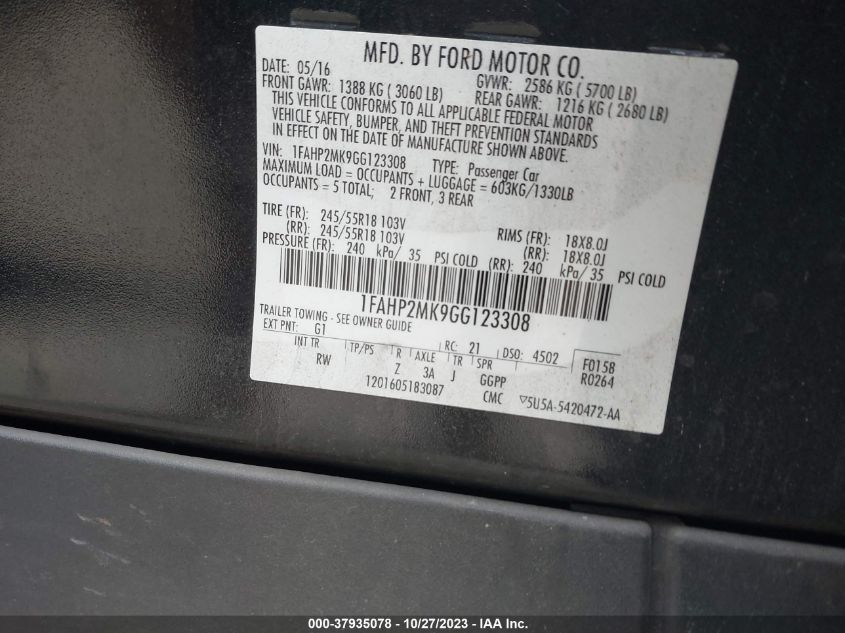 MFD. BY FORD MOTOR CO.
DATE: 05/16 GVWR: 2586 KG ( 5700 LB)
FRONT GAWR: 1388 KG ( 3060 LB) REAR GAWR: 1216 KG ( 2680 LB)
THIS VEHICLE CONFORMS TO ALL APPLICABLE FEDERAL MOTOR
VEHICLE SAFETY, BUMPER, AND THEFT PREVENTION STANDARDS
IN EFFECT ON THE DATE OF MANUFACTURE SHOWN ABOVE.
VIN: 1FAHP2MK9GG123308 TYPE: Passenger Car
MAXIMUM LOAD = OCCUPANTS + LUGGAGE = 603KG/1330LB
OCCUPANTS = 5 TOTAL; 2 FRONT, 3 REAR
TIRE (FR): 245/55R18 103V RIMS (FR): 18X8.0J
(RR): 245/55R18 103V (RR): 18X8.0J
PRESSURE (FR): 240 kPa/ 35 PSI COLD (RR): 240 kPa/ 35 PSI COLD
1FAHP2MK9GG123308
TRAILER TOWING - SEE OWNER GUIDE
EXT PNT: G1 RC: 21 DSO: 4502 F0158
INT TR TP/PS R AXLE TR SPR R0264
RW Z 3A J GGPP
1201605183087 CMC ▽5U5A-5420472-AA
000-37935078 - 10/27/2023 - IAA Inc.